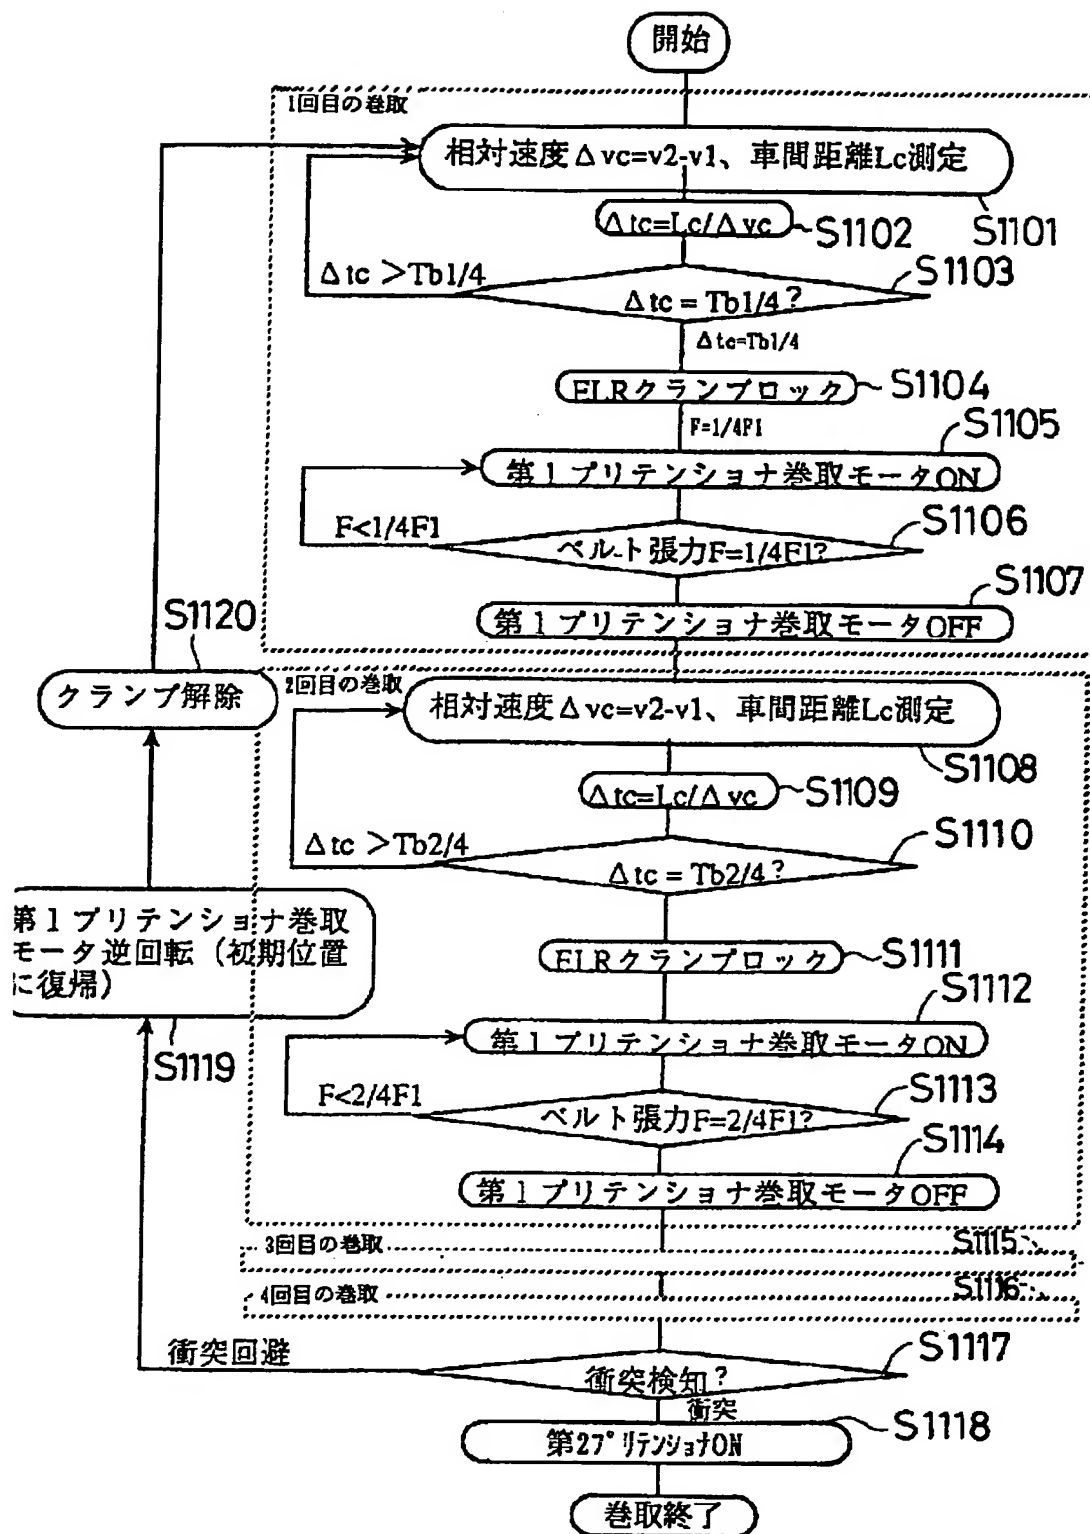 開始
1回目の巻取
相対速度Δvc=v2-v1、車間距離Lc測定
S1101
Δtc=Lc/Δvc
S1102
Δtc>Tb1/4
S1103
Δtc=Tb1/4?
Δtc=Tb1/4
ELRクランプロック
S1104
F=1/4F1
S1105
第1プリテンショナ巻取モータON
F<1/4F1
S1106
ベルト張力F=1/4F1?
S1107
第1プリテンショナ巻取モータOFF
S1120
クランプ解除
2回目の巻取
相対速度Δvc=v2-v1、車間距離Lc測定
S1108
Δtc=Lc/Δvc
S1109
Δtc>Tb2/4
S1110
Δtc=Tb2/4?
第1プリテンショナ巻取
モータ逆回転(初期位置
に復帰)
S1119
ELRクランプロック
S1111
S1112
第1プリテンショナ巻取モータON
F<2/4F1
S1113
ベルト張力F=2/4F1?
S1114
第1プリテンショナ巻取モータOFF
3回目の巻取
S1115
4回目の巻取
S1116
衝突回避
S1117
衝突検知?
衝突
S1118
第2プリテンショナON
巻取終了